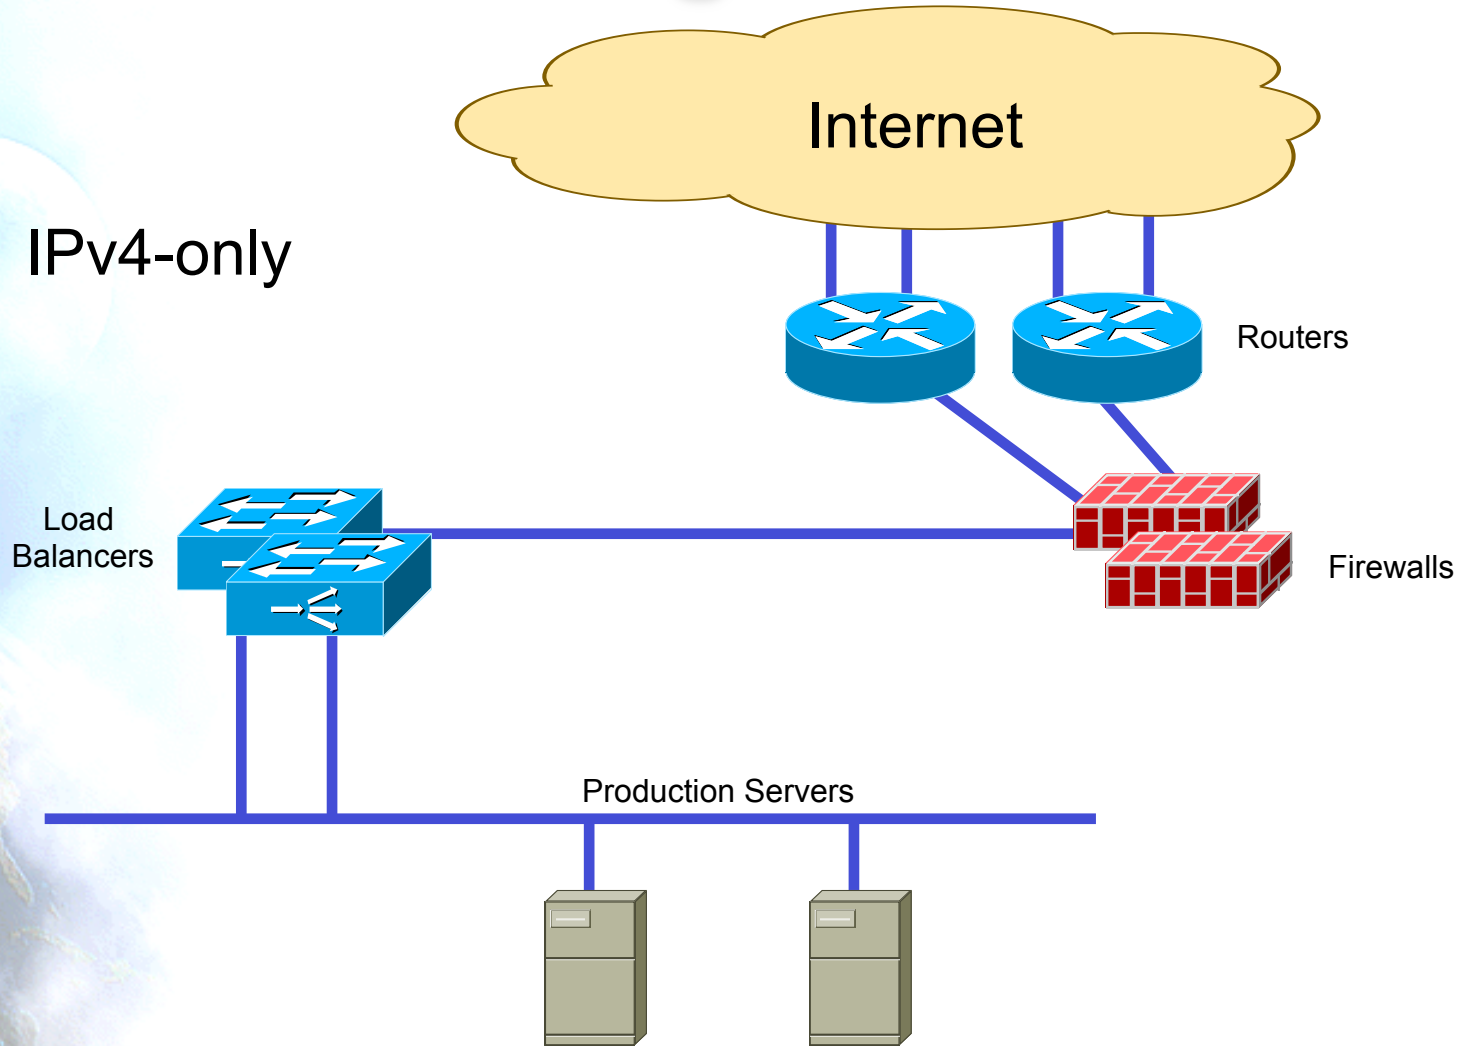 Internet
IPv4-only
Routers
Load
Balancers
Firewalls
Production Servers